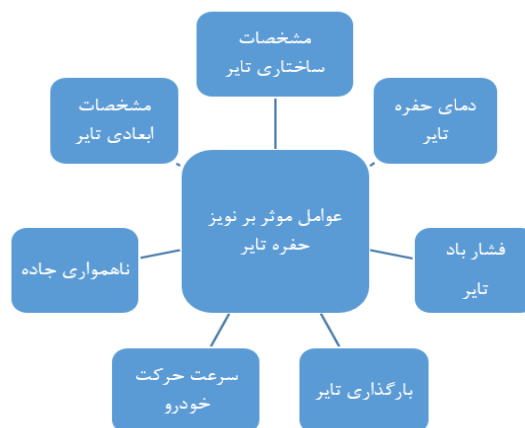 مشخصات
ساختاری تایر
دمای حفره
تایر
مشخصات
ابعادی تایر
عوامل موثر بر نویز
حفره تایر
فشار باد
تایر
ناهمواری جاده
سرعت حرکت
خودرو
بارگذاری تایر